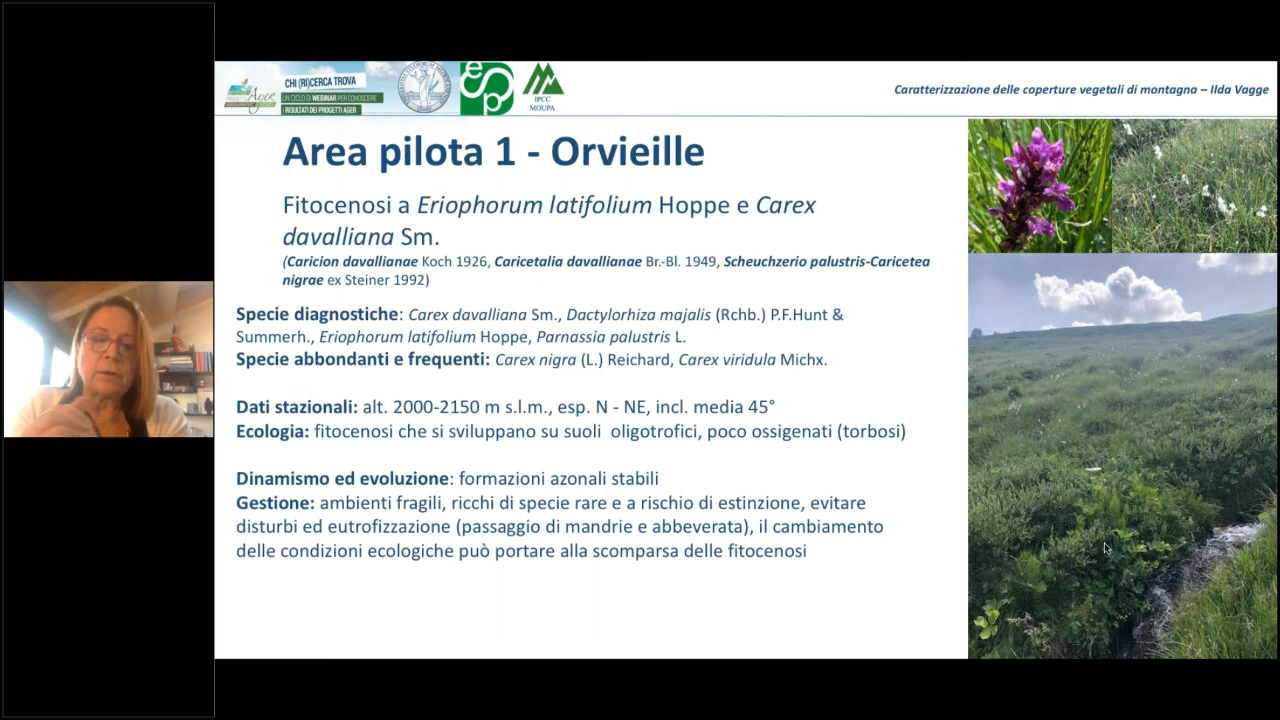 CHI (RI)CERCA TROVA
UN CICLO DI WEBINAR PER CONOSCERE
I RISULTATI DEI PROGETTI AGER
Ager
esp
IPCC
MOUPA
Caratterizzazione delle coperture vegetali di montagna – Ilda Vagge
Area pilota 1 - Orvieille
Fitocenosi a Eriophorum latifolium Hoppe e Carex
davalliana Sm.
(Caricion davallianae Koch 1926, Caricetalia davallianae Br.-Bl. 1949, Scheuchzerio palustris-Caricetea
nigrae ex Steiner 1992)
Specie diagnostiche: Carex davalliana Sm., Dactylorhiza majalis (Rchb.) P.F.Hunt &
Summerh., Eriophorum latifolium Hoppe, Parnassia palustris L.
Specie abbondanti e frequenti: Carex nigra (L.) Reichard, Carex viridula Michx.
Dati stazionali: alt. 2000-2150 m s.l.m., esp. N - NE, incl. media 45°
Ecologia: fitocenosi che si sviluppano su suoli oligotrofici, poco ossigenati (torbosi)
Dinamismo ed evoluzione: formazioni azonali stabili
Gestione: ambienti fragili, ricchi di specie rare e a rischio di estinzione, evitare
disturbi ed eutrofizzazione (passaggio di mandrie e abbeverata), il cambiamento
delle condizioni ecologiche può portare alla scomparsa delle fitocenosi